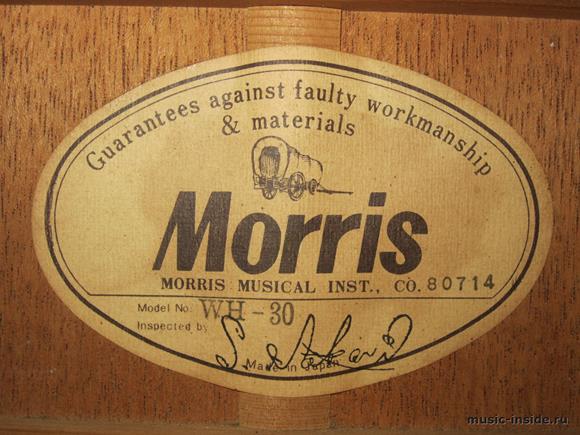 Guarantees against faulty workmanship
& materials
Morris
MORRIS MUSICAL INST., CO. 80714
Model No. WH-30
Inspected by
Made in Japan
music-inside.ru